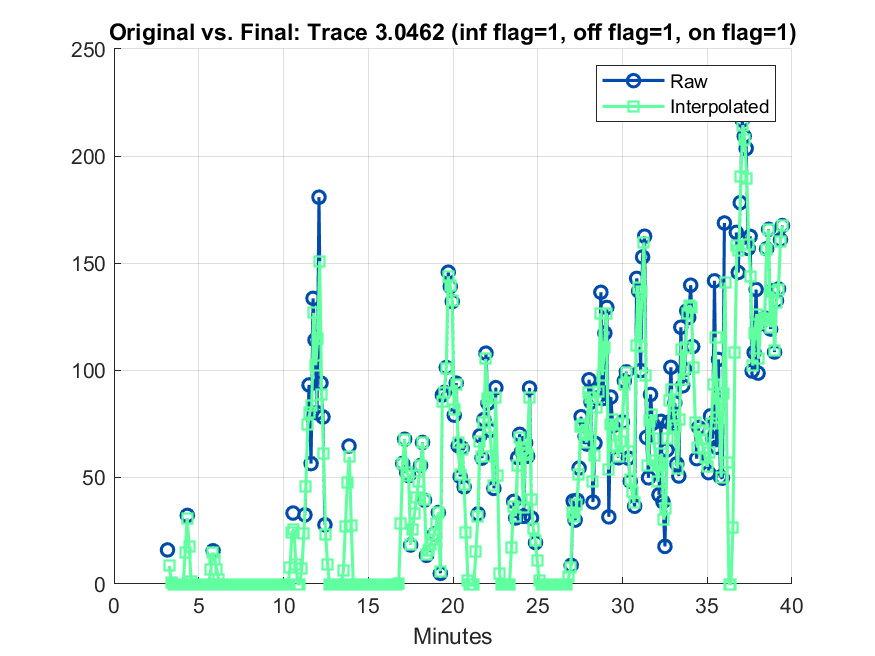 Original vs. Final: Trace 3.0462 (inf flag=1, off flag=1, on flag=1)
250
200
150
100
50
0
Raw
Interpolated
0 5 10 15 20 25 30 35 40
Minutes